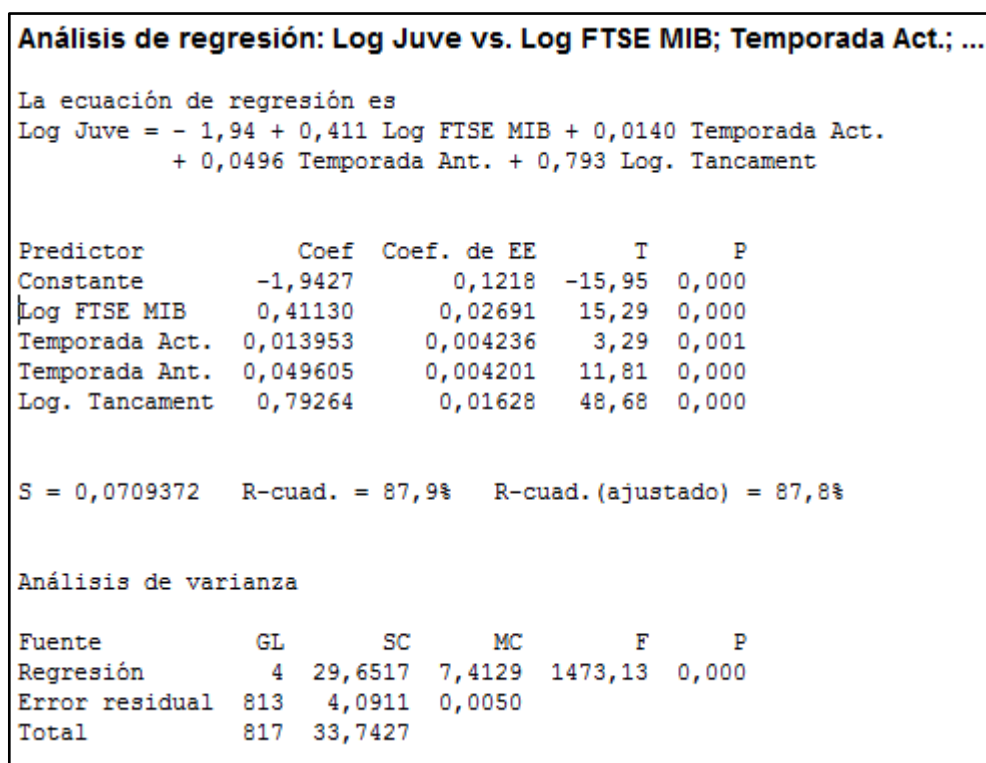 Análisis de regresión: Log Juve vs. Log FTSE MIB; Temporada Act.; ...
La ecuación de regresión es
Log Juve = - 1,94 + 0,411 Log FTSE MIB + 0,0140 Temporada Act.
+ 0,0496 Temporada Ant. + 0,793 Log. Tancament
Predictor Coef Coef. de EE T P
Constante -1,9427 0,1218 -15,95 0,000
Log FTSE MIB 0,41130 0,02691 15,29 0,000
Temporada Act. 0,013953 0,004236 3,29 0,001
Temporada Ant. 0,049605 0,004201 11,81 0,000
Log. Tancament 0,79264 0,01628 48,68 0,000
S = 0,0709372 R-cuad. = 87,9% R-cuad.(ajustado) = 87,8%
Análisis de varianza
Fuente GL SC MC F P
Regresión 4 29,6517 7,4129 1473,13 0,000
Error residual 813 4,0911 0,0050
Total 817 33,7427